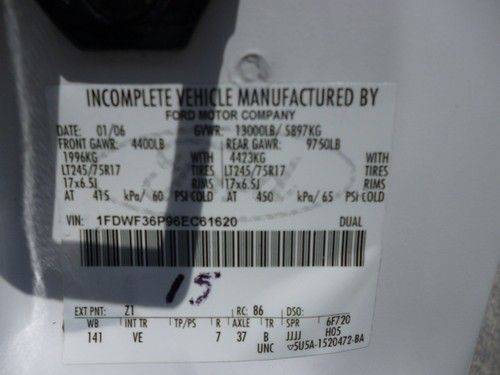 INCOMPLETE VEHICLE MANUFACTURED BY
FORD MOTOR COMPANY
DATE: 01/06 GVWR: 13000LB/ 5897KG
FRONT GAWR: 4400LB REAR GAWR: 9750LB
1996KG WITH 4423KG WITH
LT245/75R17 TIRES LT245/75R17 TIRES
17x6.5J RIMS 17x6.5J RIMS
AT 415 kPa/ 60 PSI COLD AT 450 kPa/ 65 PSI COLD
VIN: 1FDWF36P96EC61620 DUAL
15
EXT PNT: Z1 RC: 86 DSO:
WB INT TR TP/PS R AXLE TR SPR 6F720
141 VE 7 37 B JJJJ H05
UNC ▽5U5A-1520472-BA